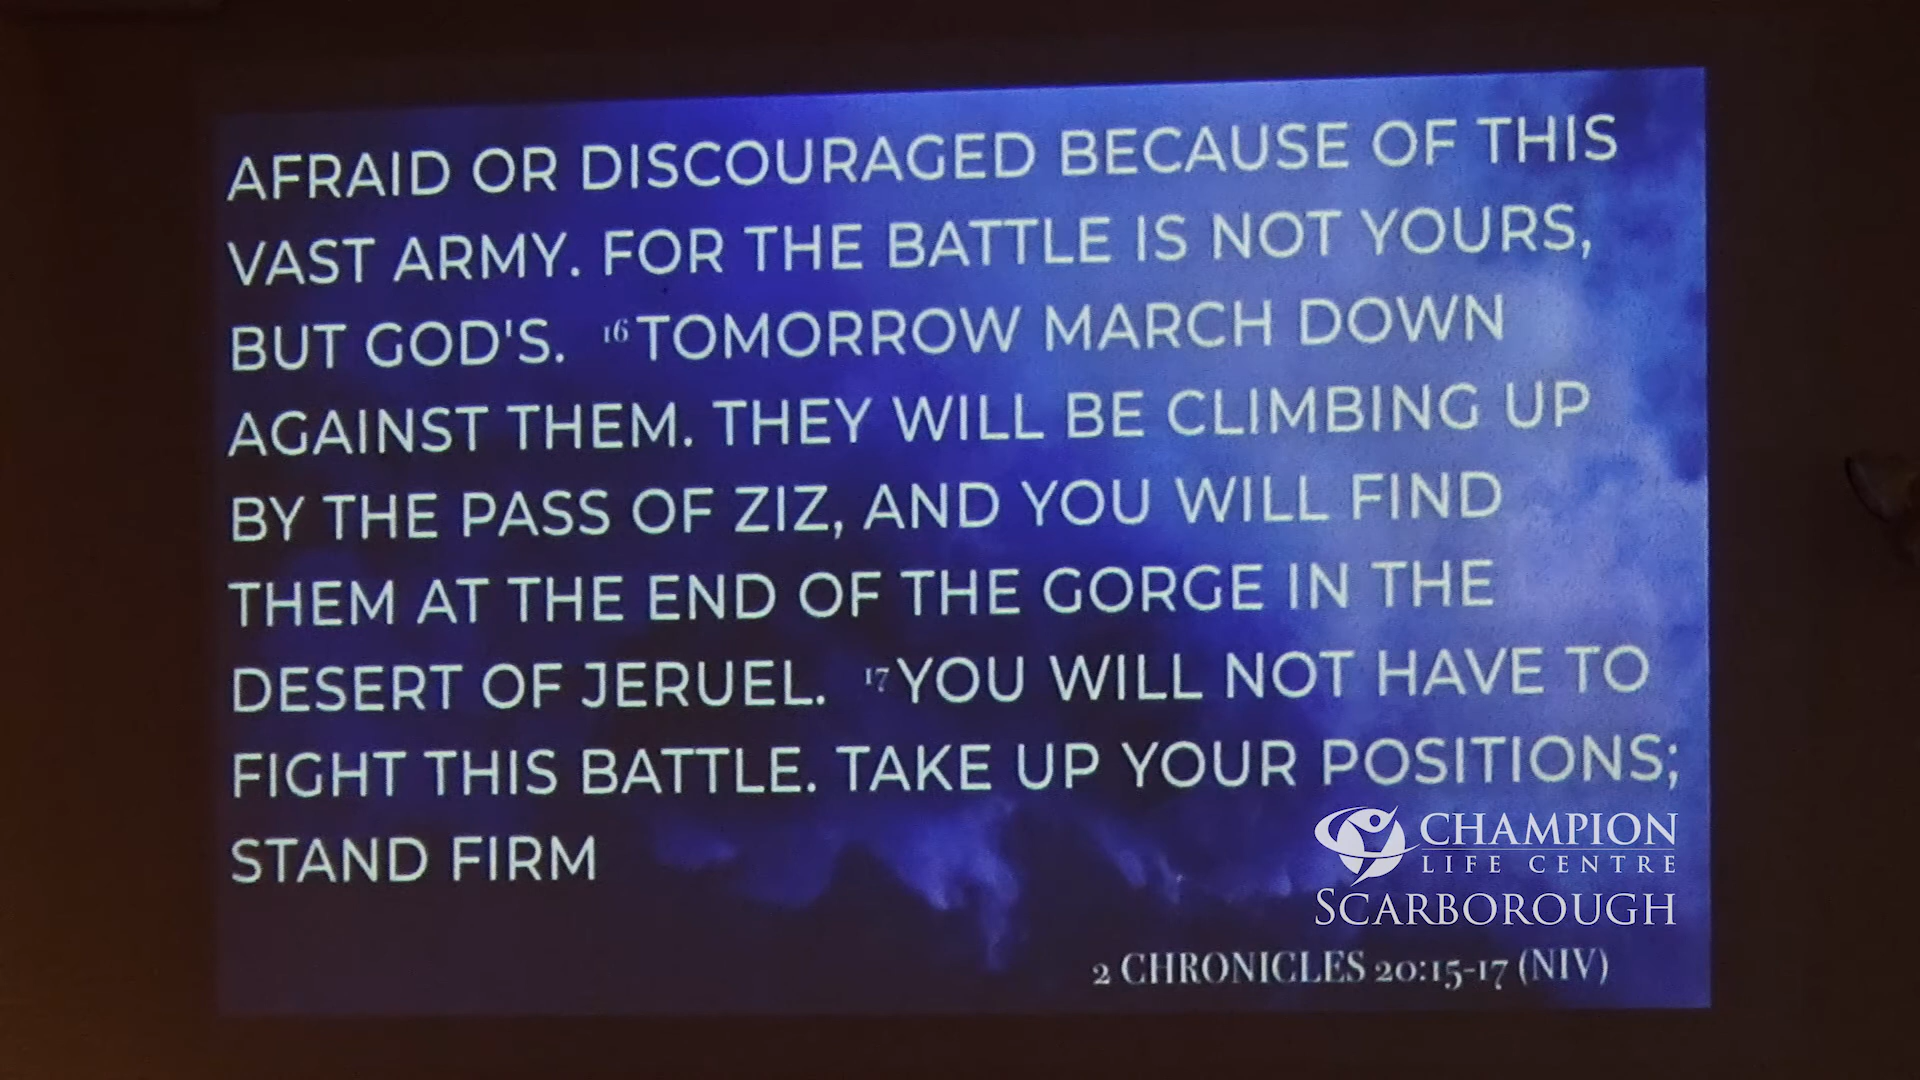 AFRAID OR DISCOURAGED BECAUSE OF THIS
VAST ARMY. FOR THE BATTLE IS NOT YOURS,
BUT GOD'S. 16 TOMORROW MARCH DOWN
AGAINST THEM. THEY WILL BE CLIMBING UP
BY THE PASS OF ZIZ, AND YOU WILL FIND
THEM AT THE END OF THE GORGE IN THE
DESERT OF JERUEL. 17 YOU WILL NOT HAVE TO
FIGHT THIS BATTLE. TAKE UP YOUR POSITIONS;
STAND FIRM
CHAMPION
LIFE CENTRE
SCARBOROUGH
2 CHRONICLES 20:15-17 (NIV)